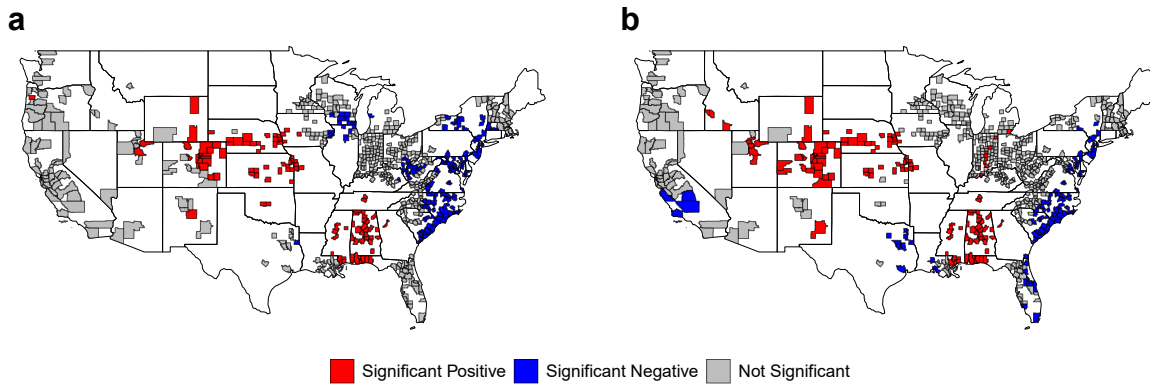 a
b
Significant Positive
Significant Negative
Not Significant